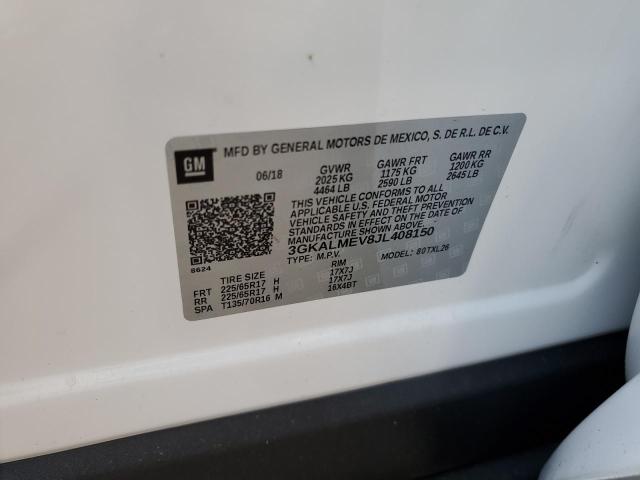 GM
MFD BY GENERAL MOTORS DE MEXICO, S. DE R.L. DE C.V.
06/18
GVWR GAWR FRT GAWR RR
2025 KG 1175 KG 1200 KG
4464 LB 2590 LB 2645 LB
THIS VEHICLE CONFORMS TO ALL
APPLICABLE U.S. FEDERAL MOTOR
VEHICLE SAFETY AND THEFT
PREVENTION STANDARDS IN EFFECT ON
THE DATE OF MANUFACTURE SHOWN ABOVE.
3GKALMEV8JL408150
8624
TYPE: M.P.V. MODEL: 80TXL26
TIRE SIZE RIM
FRT 225/65R17 H 17X7J
RR 225/65R17 H 17X7J
SPA T135/70R16 M 16X4BT